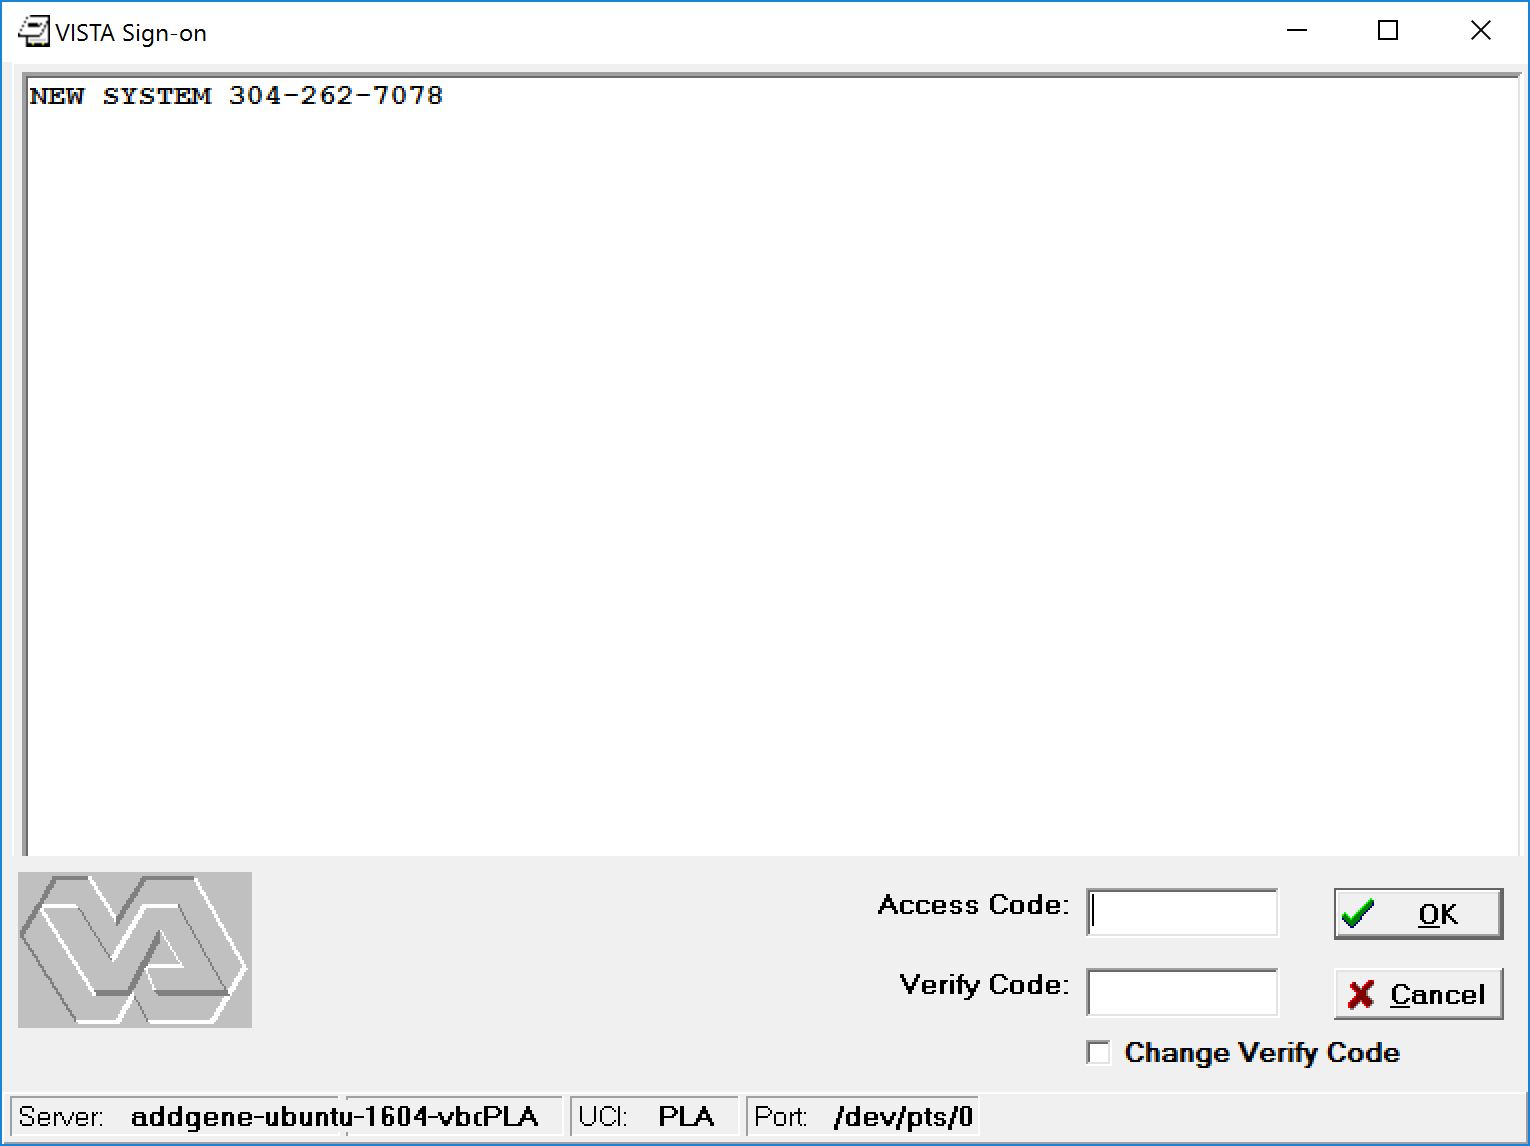 VISTA Sign-on
NEW SYSTEM 304-262-7078
Access Code:
OK
Verify Code:
Cancel
Change Verify Code
Server: addgene-ubuntu-1604-vbcPLA UCI: PLA Port: /dev/pts/0